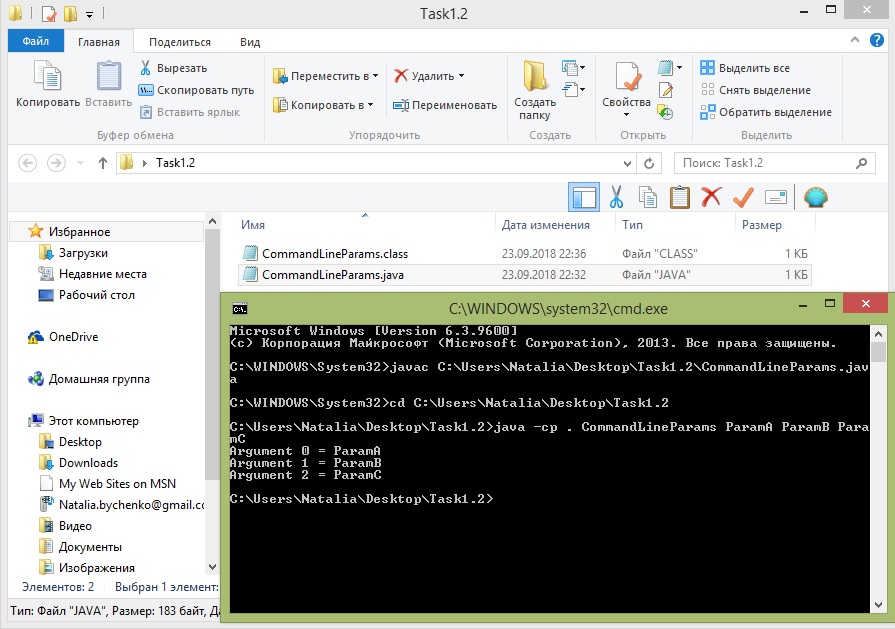 Task1.2
Файл Главная Поделиться Вид
Копировать
Вставить
Вырезать
Скопировать путь
Вставить ярлык
Буфер обмена
Переместить в
Копировать в
Удалить
Переименовать
Упорядочить
Создать
папку
Создать
Свойства
Открыть
Выделить все
Снять выделение
Обратить выделение
Выделить
Task1.2
Поиск: Task1.2
Имя Дата изменения Тип Размер
CommandLineParams.class 23.09.2018 22:36 Файл "CLASS" 1 КБ
CommandLineParams.java 23.09.2018 22:32 Файл "JAVA" 1 КБ
Избранное
Загрузки
Недавние места
Рабочий стол
OneDrive
Домашняя группа
Этот компьютер
Desktop
Downloads
My Web Sites on MSN
Natalia.bychenko@gmail.cc
Видео
Документы
Изображения
Элементов: 2 Выбран 1 элемент:
Тип: Файл "JAVA", Размер: 183 байт, Да
C:\WINDOWS\system32\cmd.exe
Microsoft Windows [Version 6.3.9600]
(c) Корпорация Майкрософт (Microsoft Corporation), 2013. Все права защищены.
C:\WINDOWS\System32>javac C:\Users\Natalia\Desktop\Task1.2\CommandLineParams.jav
a
C:\WINDOWS\System32>cd C:\Users\Natalia\Desktop\Task1.2
C:\Users\Natalia\Desktop\Task1.2>java -cp . CommandLineParams ParamA ParamB Para
mC
Argument 0 = ParamA
Argument 1 = ParamB
Argument 2 = ParamC
C:\Users\Natalia\Desktop\Task1.2>